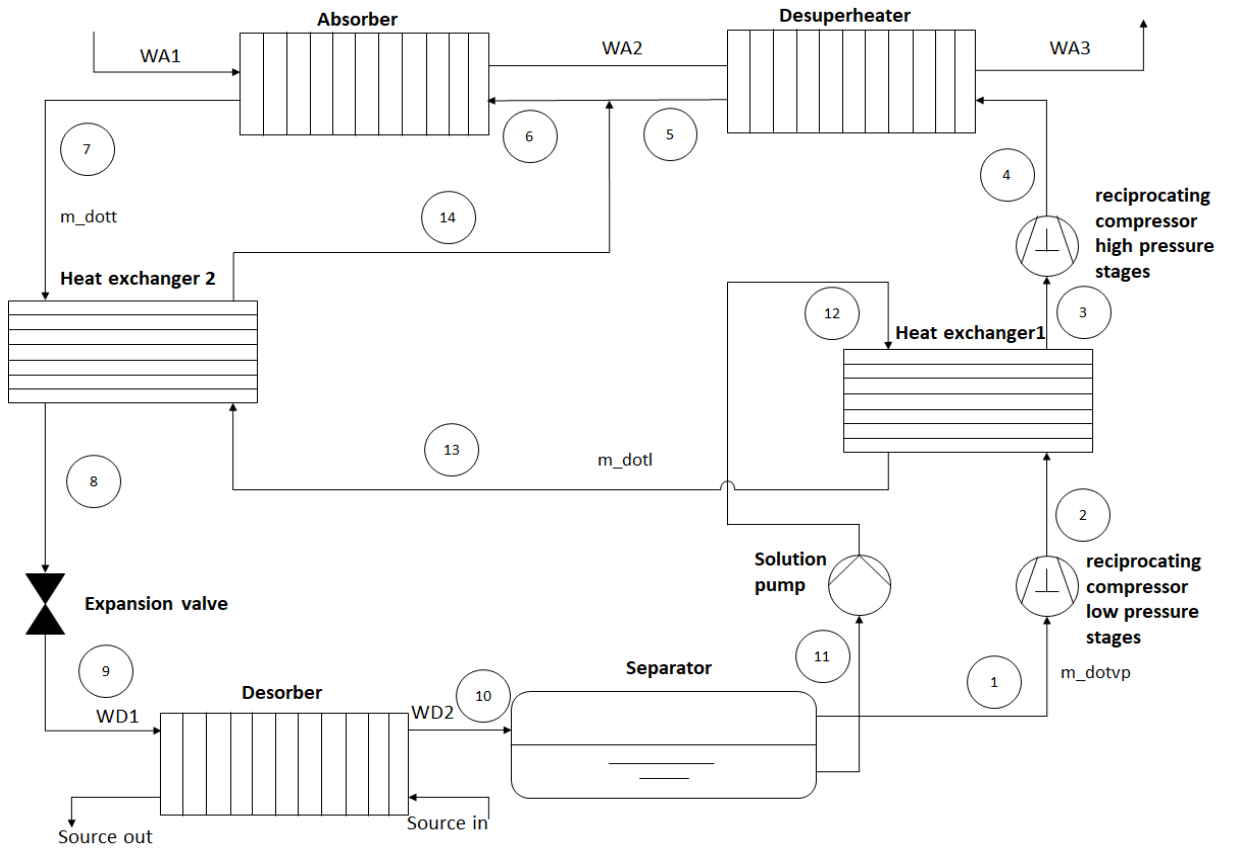 Absorber
Desuperheater
WA1
WA2
WA3
7
6
5
4
m_dott
14
reciprocating
compressor
high pressure
stages
Heat exchanger 2
12
3
Heat exchanger1
13
m_dotl
8
2
Solution
pump
reciprocating
compressor
low pressure
stages
Expansion valve
9
11
Separator
1
m_dotvp
Desorber
10
WD1
WD2
Source in
Source out